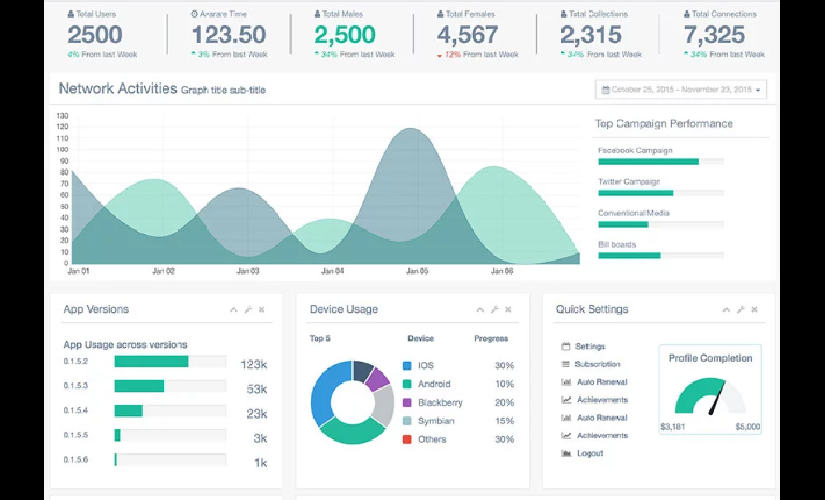 Total Users
2500
4% From last Week
Ararare Time
123.50
3% From last Week
Total Males
2,500
34% From last Week
Total Females
4,567
12% From last Week
Total Collections
2,315
34% From last Week
Total Connections
7,325
34% From last Week
Network Activities Graph title sub-title
October 25, 2015 - November 23, 2015
130
120
110
100
90
80
70
60
50
40
30
20
10
0
Jan 01
Jan 02
Jan 03
Jan 04
Jan 05
Jan 06
Top Campaign Performance
Facebook Campaign
Twitter Campaign
Conventional Media
Bill boards
App Versions
App Usage across versions
0.1.5.2 123k
0.1.5.3 53k
0.1.5.4 23k
0.1.5.5 3k
0.1.5.6 1k
Device Usage
Top 5 Device Progress
IOS 30%
Android 10%
Blackberry 20%
Symbian 15%
Others 30%
Quick Settings
Settings
Subscription
Auto Renewal
Achievements
Auto Renewal
Achievements
Logout
Profile Completion
$3,181 $5,000